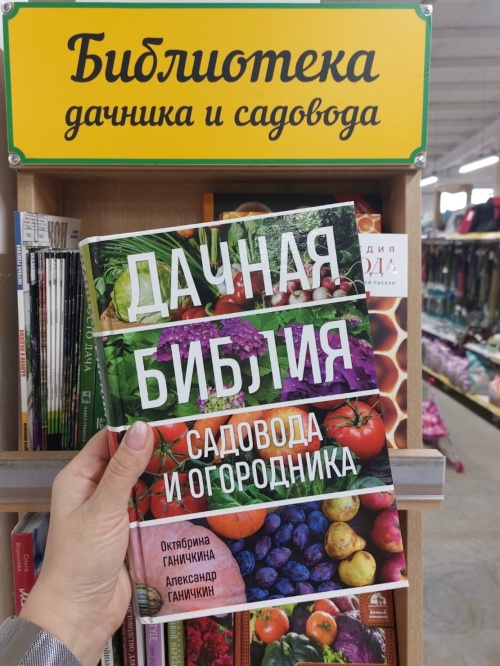 Библиотека
дачника и садовода
ДАЧНАЯ
БИБЛИЯ
САДОВОДА
И ОГОРОДНИКА
Октябрина
ГАНИЧКИНА
Александр
ГАНИЧКИН